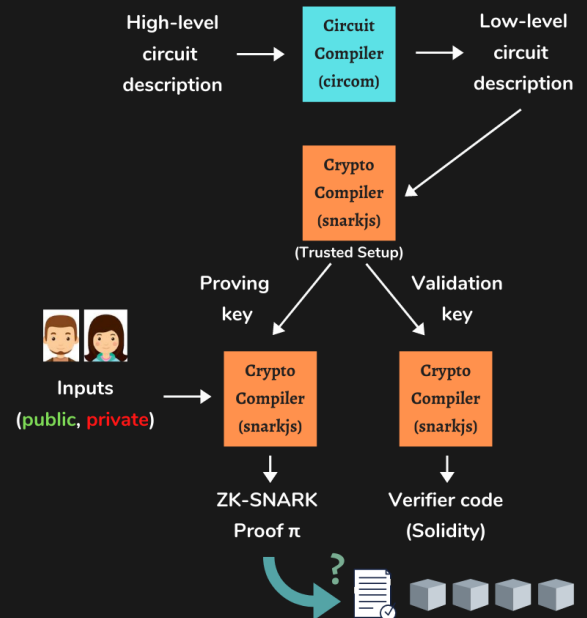 High-level
circuit
description
Circuit
Compiler
(circom)
Low-level
circuit
description
Crypto
Compiler
(snarkjs)
(Trusted Setup)
Proving
key
Validation
key
Inputs
(public, private)
Crypto
Compiler
(snarkjs)
Crypto
Compiler
(snarkjs)
ZK-SNARK
Proof π
Verifier code
(Solidity)
?